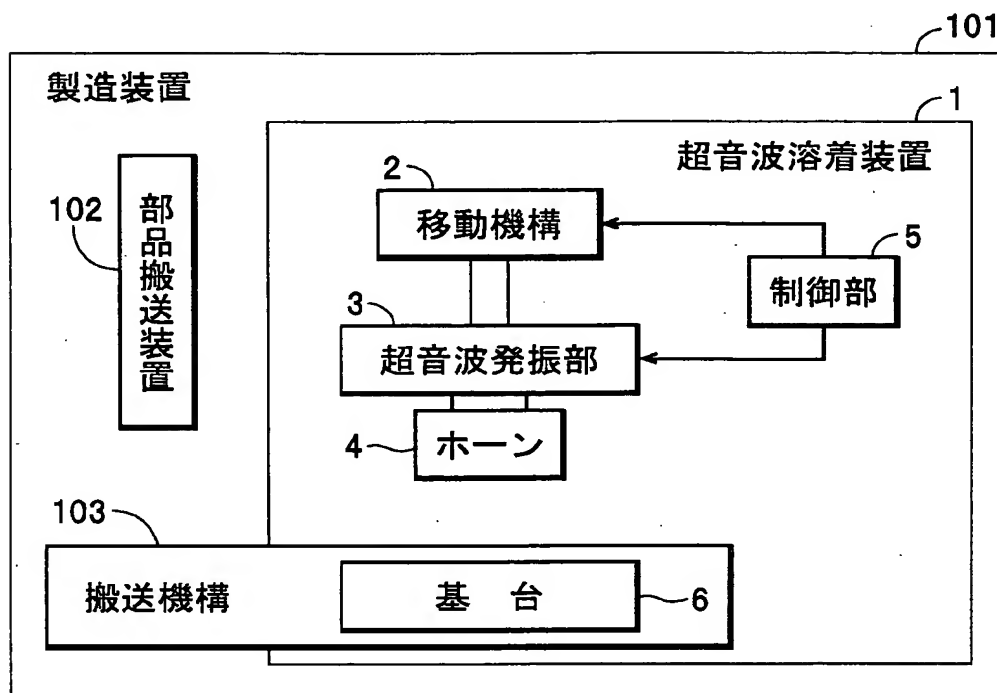 101
製造装置
1
超音波溶着装置
2
移動機構
102
部品搬送装置
5
制御部
3
超音波発振部
4
ホーン
103
搬送機構
基 台
6